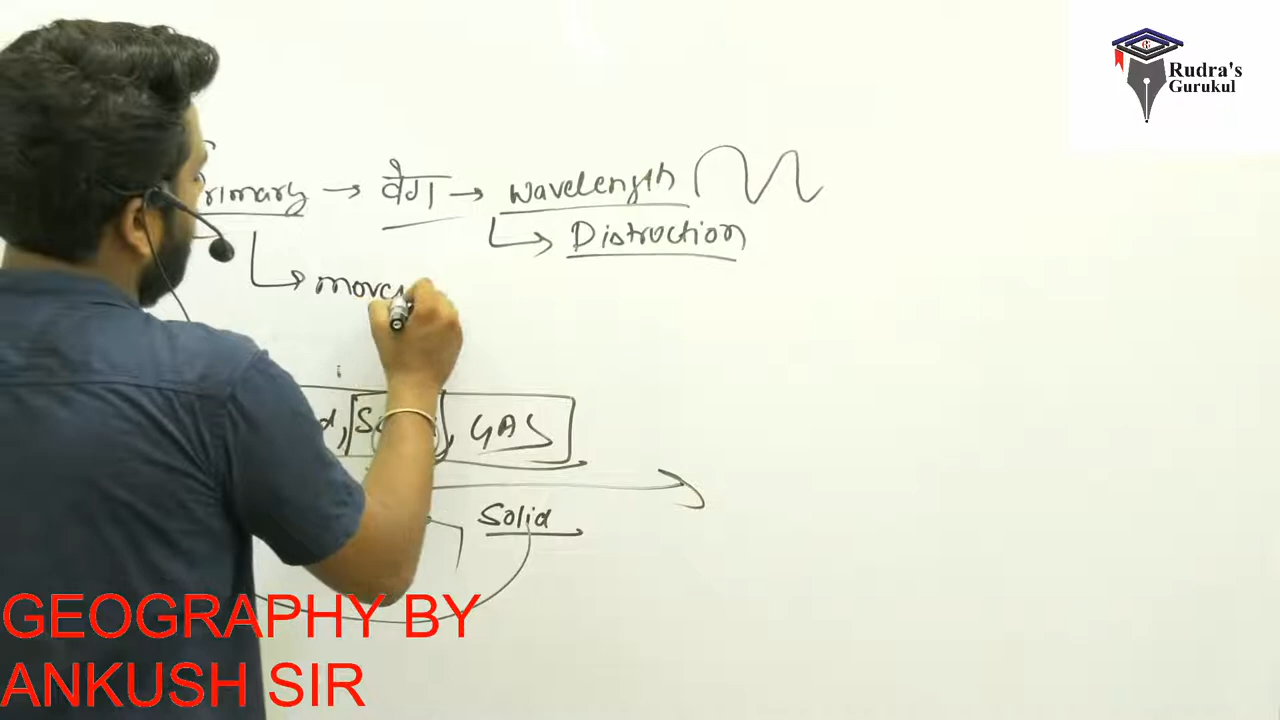 Rudra's
Gurukul
rimary → वेग → wavelength
Distruction
GAS
Solid
GEOGRAPHY BY
ANKUSH SIR